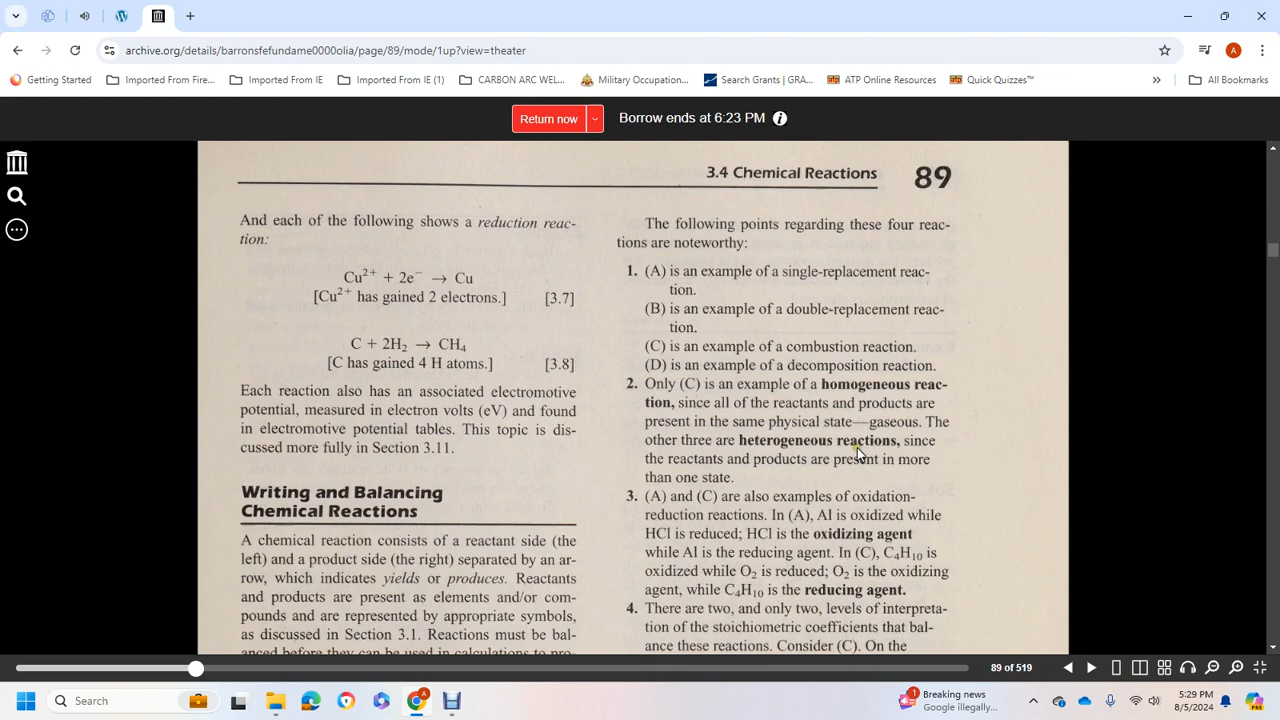 archive.org/details/barronsfefundame0000olia/page/89/mode/1up?view=theater
A
Getting Started
Imported From Fire...
Imported From IE
Imported From IE (1)
CARBON ARC WEL...
Military Occupation...
Search Grants | GRA...
ATP Online Resources
Quick Quizzes™
All Bookmarks
Return now
Borrow ends at 6:23 PM
3.4 Chemical Reactions 89
And each of the following shows a reduction reac-
tion:
Cu²⁺ + 2e⁻ → Cu
[Cu²⁺ has gained 2 electrons.] [3.7]
C + 2H₂ → CH₄
[C has gained 4 H atoms.] [3.8]
Each reaction also has an associated electromotive
potential, measured in electron volts (eV) and found
in electromotive potential tables. This topic is dis-
cussed more fully in Section 3.11.
Writing and Balancing
Chemical Reactions
A chemical reaction consists of a reactant side (the
left) and a product side (the right) separated by an ar-
row, which indicates yields or produces. Reactants
and products are present as elements and/or com-
pounds and are represented by appropriate symbols,
as discussed in Section 3.1. Reactions must be bal-
anced before they can be used in calculations to pro-
The following points regarding these four reac-
tions are noteworthy:
1. (A) is an example of a single-replacement reac-
tion.
(B) is an example of a double-replacement reac-
tion.
(C) is an example of a combustion reaction.
(D) is an example of a decomposition reaction.
2. Only (C) is an example of a homogeneous reac-
tion, since all of the reactants and products are
present in the same physical state—gaseous. The
other three are heterogeneous reactions, since
the reactants and products are present in more
than one state.
3. (A) and (C) are also examples of oxidation-
reduction reactions. In (A), Al is oxidized while
HCl is reduced; HCl is the oxidizing agent
while Al is the reducing agent. In (C), C₄H₁₀ is
oxidized while O₂ is reduced; O₂ is the oxidizing
agent, while C₄H₁₀ is the reducing agent.
4. There are two, and only two, levels of interpreta-
tion of the stoichiometric coefficients that bal-
ance these reactions. Consider (C). On the
89 of 519
Search
1
Breaking news
Google illegally...
5:29 PM
8/5/2024